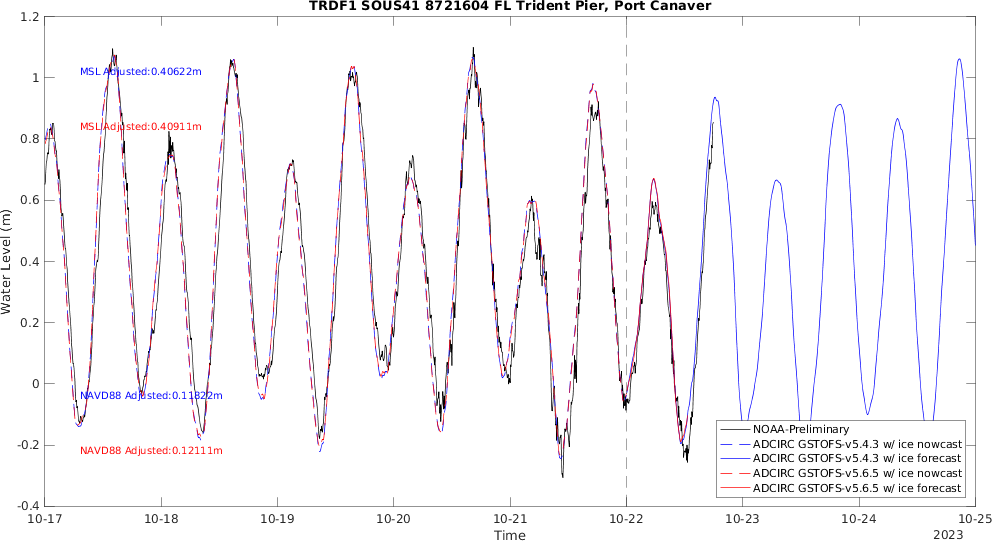 TRDF1 SOUS41 8721604 FL Trident Pier, Port Canaver
1.2
1
0.8
0.6
0.4
0.2
0
-0.2
-0.4
Water Level (m)
MSL Adjusted:0.40622m
MSL Adjusted:0.40911m
NAVD88 Adjusted:0.11822m
NAVD88 Adjusted:0.12111m
NOAA-Preliminary
ADCIRC GSTOFS-v5.4.3 w/ ice nowcast
ADCIRC GSTOFS-v5.4.3 w/ ice forecast
ADCIRC GSTOFS-v5.6.5 w/ ice nowcast
ADCIRC GSTOFS-v5.6.5 w/ ice forecast
10-17 10-18 10-19 10-20 10-21 10-22 10-23 10-24 10-25
Time
2023